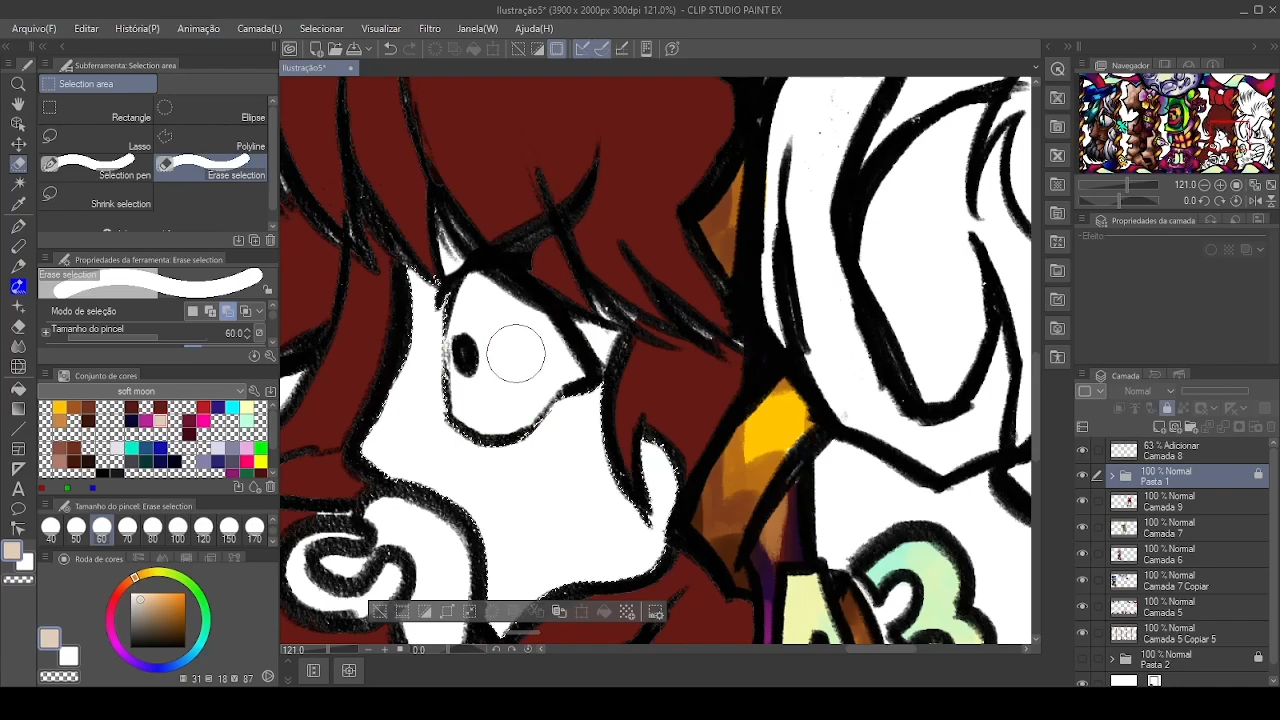 Ilustração5* (3900 x 2000px 300dpi 121.0%) - CLIP STUDIO PAINT EX
Arquivo(F) Editar História(P) Animação Camada(L) Selecionar Visualizar Filtro Janela(W) Ajuda(H)
Subferramenta: Selection area
Selection area
Rectangle Ellipse
Lasso Polyline
Selection pen Erase selection
Shrink selection
Propriedades da ferramenta: Erase selection
Erase selection
Modo de seleção
Tamanho do pincel 60.0
Conjunto de cores
soft moon
Tamanho do pincel: Erase selection
40 50 60 70 80 100 120 150 170
Roda de cores
31 18 87
Ilustração5*
121.0 0.0
Navegador
121.0
0.0
Propriedades da camada
Efeito
Camada
Normal
63 % Adicionar
Camada 8
100 % Normal
Pasta 1
100 % Normal
Camada 9
100 % Normal
Camada 7
100 % Normal
Camada 6
100 % Normal
Camada 7 Copiar
100 % Normal
Camada 5
100 % Normal
Camada 5 Copiar 5
100 % Normal
Pasta 2